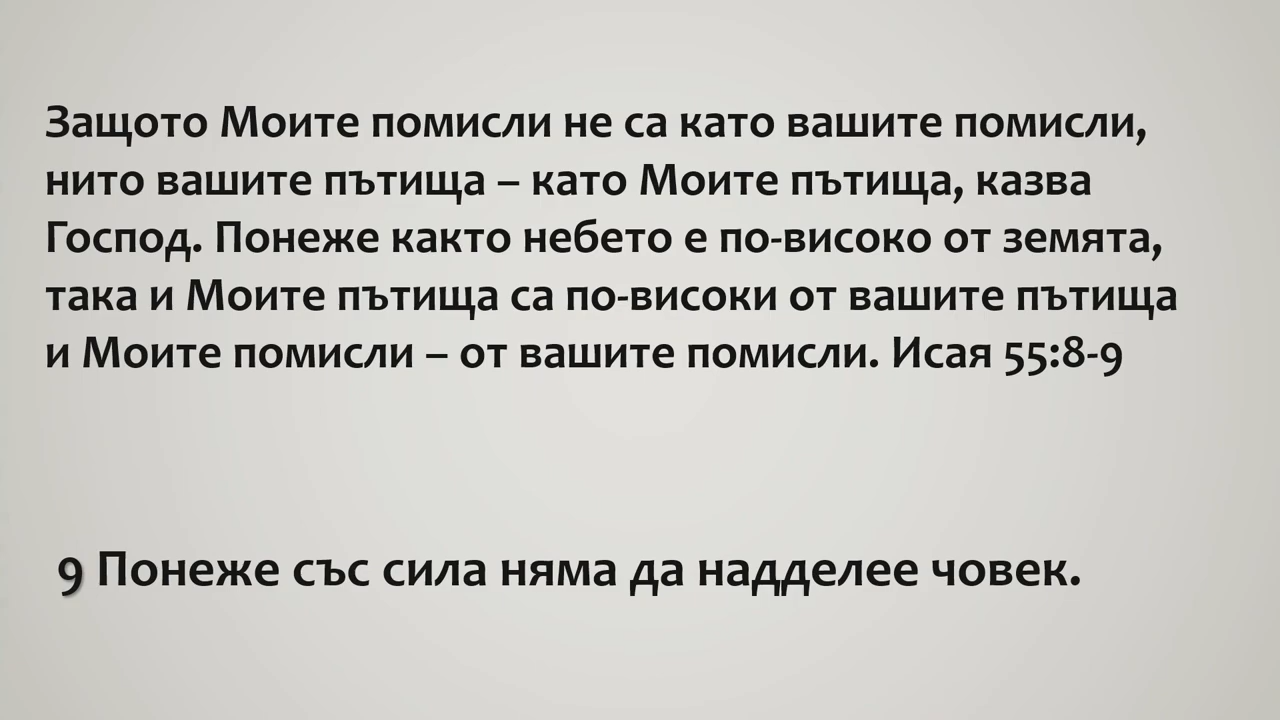 Защото Моите помисли не са като вашите помисли,
нито вашите пътища – като Моите пътища, казва
Господ. Понеже както небето е по-високо от земята,
така и Моите пътища са по-високи от вашите пътища
и Моите помисли – от вашите помисли. Исая 55:8-9
9 Понеже със сила няма да надделее човек.